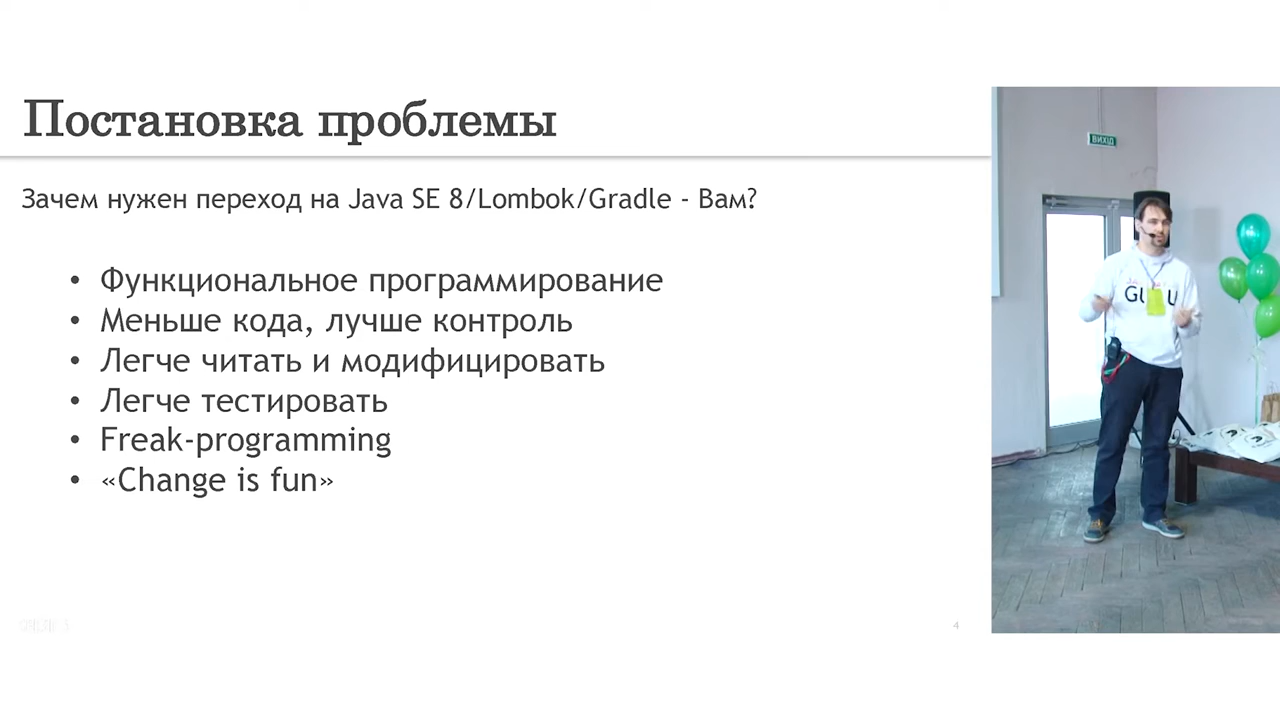 Постановка проблемы
Зачем нужен переход на Java SE 8/Lombok/Gradle - Вам?
• Функциональное программирование
• Меньше кода, лучше контроль
• Легче читать и модифицировать
• Легче тестировать
• Freak-programming
• «Change is fun»
4
ВИХІД